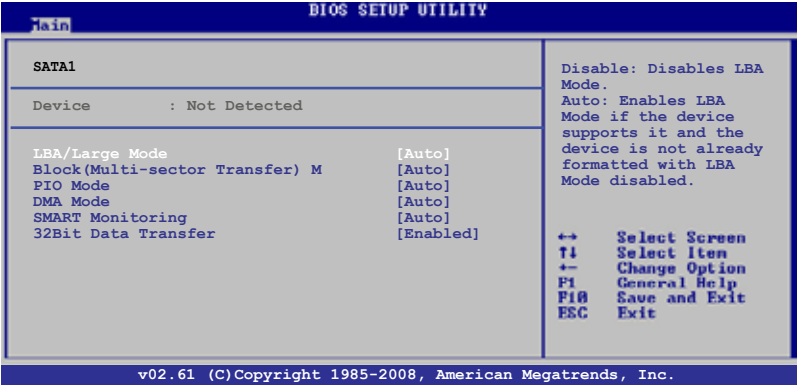 BIOS SETUP UTILITY
Main
SATA1
Device : Not Detected
LBA/Large Mode [Auto]
Block(Multi-sector Transfer) M [Auto]
PIO Mode [Auto]
DMA Mode [Auto]
SMART Monitoring [Auto]
32Bit Data Transfer [Enabled]
Disable: Disables LBA
Mode.
Auto: Enables LBA
Mode if the device
supports it and the
device is not already
formatted with LBA
Mode disabled.
↔ Select Screen
↑↓ Select Item
+- Change Option
F1 General Help
F10 Save and Exit
ESC Exit
v02.61 (C)Copyright 1985-2008, American Megatrends, Inc.